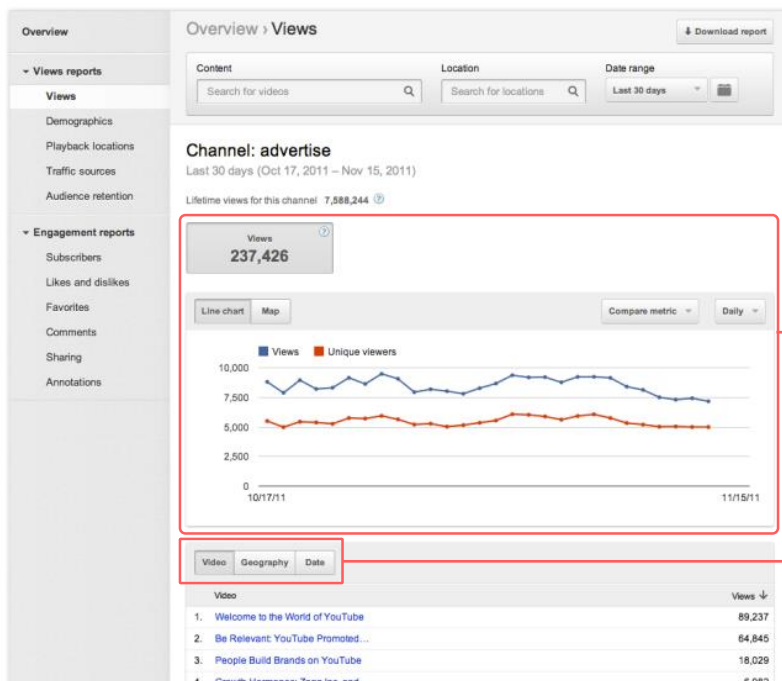 Overview
Views reports
Views
Demographics
Playback locations
Traffic sources
Audience retention
Engagement reports
Subscribers
Likes and dislikes
Favorites
Comments
Sharing
Annotations
Overview › Views
Download report
Content
Location
Date range
Search for videos
Search for locations
Last 30 days
Channel: advertise
Last 30 days (Oct 17, 2011 – Nov 15, 2011)
Lifetime views for this channel 7,588,244 ?
Views ?
237,426
Line chart Map Compare metric Daily
Views Unique viewers
10,000
7,500
5,000
2,500
0
10/17/11 11/15/11
Video Geography Date
Video Views ↓
1. Welcome to the World of YouTube 89,237
2. Be Relevant: YouTube Promoted... 64,845
3. People Build Brands on YouTube 18,029